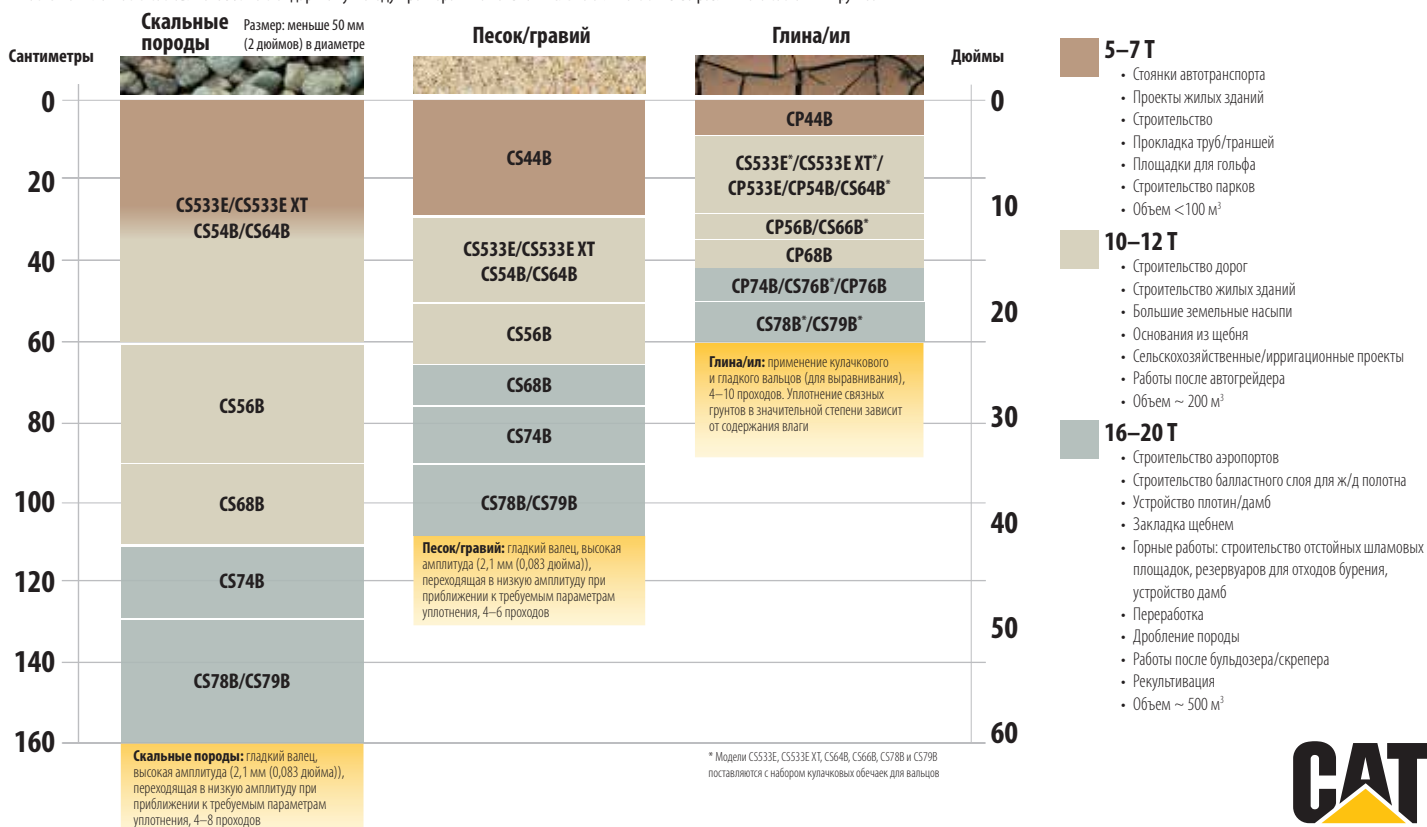 Скальные
породы
Размер: меньше 50 мм
(2 дюймов) в диаметре
Песок/гравий
Глина/ил
Сантиметры
Дюймы
0
20
40
60
80
100
120
140
160
CS533E/CS533E XT
CS54B/CS64B
CS56B
CS68B
CS74B
CS78B/CS79B
Скальные породы: гладкий валец,
высокая амплитуда (2,1 мм (0,083 дюйма)),
переходящая в низкую амплитуду при
приближении к требуемым параметрам
уплотнения, 4–8 проходов
CS44B
CS533E/CS533E XT
CS54B/CS64B
CS56B
CS68B
CS74B
CS78B/CS79B
Песок/гравий: гладкий валец, высокая
амплитуда (2,1 мм (0,083 дюйма)),
переходящая в низкую амплитуду при
приближении к требуемым параметрам
уплотнения, 4–6 проходов
CP44B
CS533E*/CS533E XT*/
CP533E/CP54B/CS64B*
CP56B/CS66B*
CP68B
CP74B/CS76B*/CP76B
CS78B*/CS79B*
Глина/ил: применение кулачкового
и гладкого вальцов (для выравнивания),
4–10 проходов. Уплотнение связных
грунтов в значительной степени зависит
от содержания влаги
* Модели CS533E, CS533E XT, CS64B, CS66B, CS78B и CS79B
поставляются с набором кулачковых обечаек для вальцов
0
10
20
30
40
50
60
5–7 Т
• Стоянки автотранспорта
• Проекты жилых зданий
• Строительство
• Прокладка труб/траншей
• Площадки для гольфа
• Строительство парков
• Объем <100 м³
10–12 Т
• Строительство дорог
• Строительство жилых зданий
• Большие земельные насыпи
• Основания из щебня
• Сельскохозяйственные/ирригационные проекты
• Работы после автогрейдера
• Объем ~ 200 м³
16–20 Т
• Строительство аэропортов
• Строительство балластного слоя для ж/д полотна
• Устройство плотин/дамб
• Закладка щебнем
• Горные работы: строительство отстойных шламовых
площадок, резервуаров для отходов бурения,
устройство дамб
• Переработка
• Дробление породы
• Работы после бульдозера/скрепера
• Рекультивация
• Объем ~ 500 м³
CAT